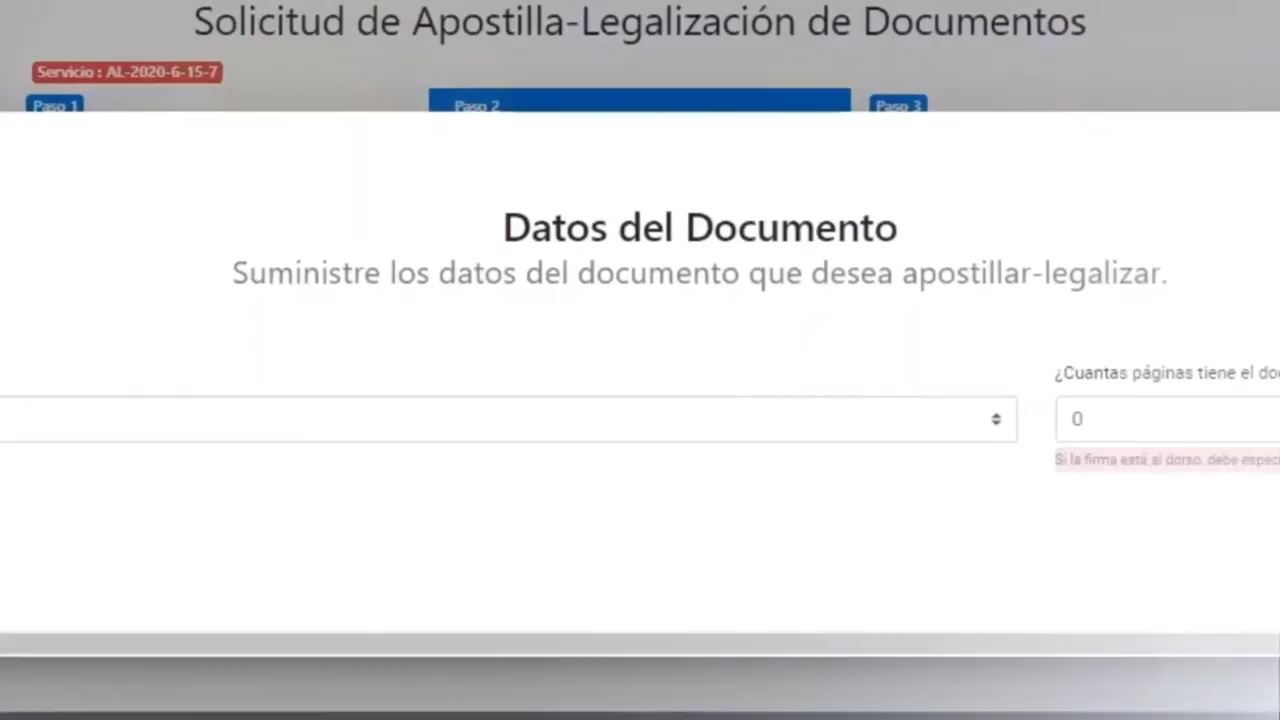 Solicitud de Apostilla-Legalización de Documentos
Servicio : AL-2020-6-15-7
Paso 1
Paso 2
Paso 3
Datos del Documento
Suministre los datos del documento que desea apostillar-legalizar.
¿Cuantas páginas tiene el do
0
Si la firma está al dorso, debe especi